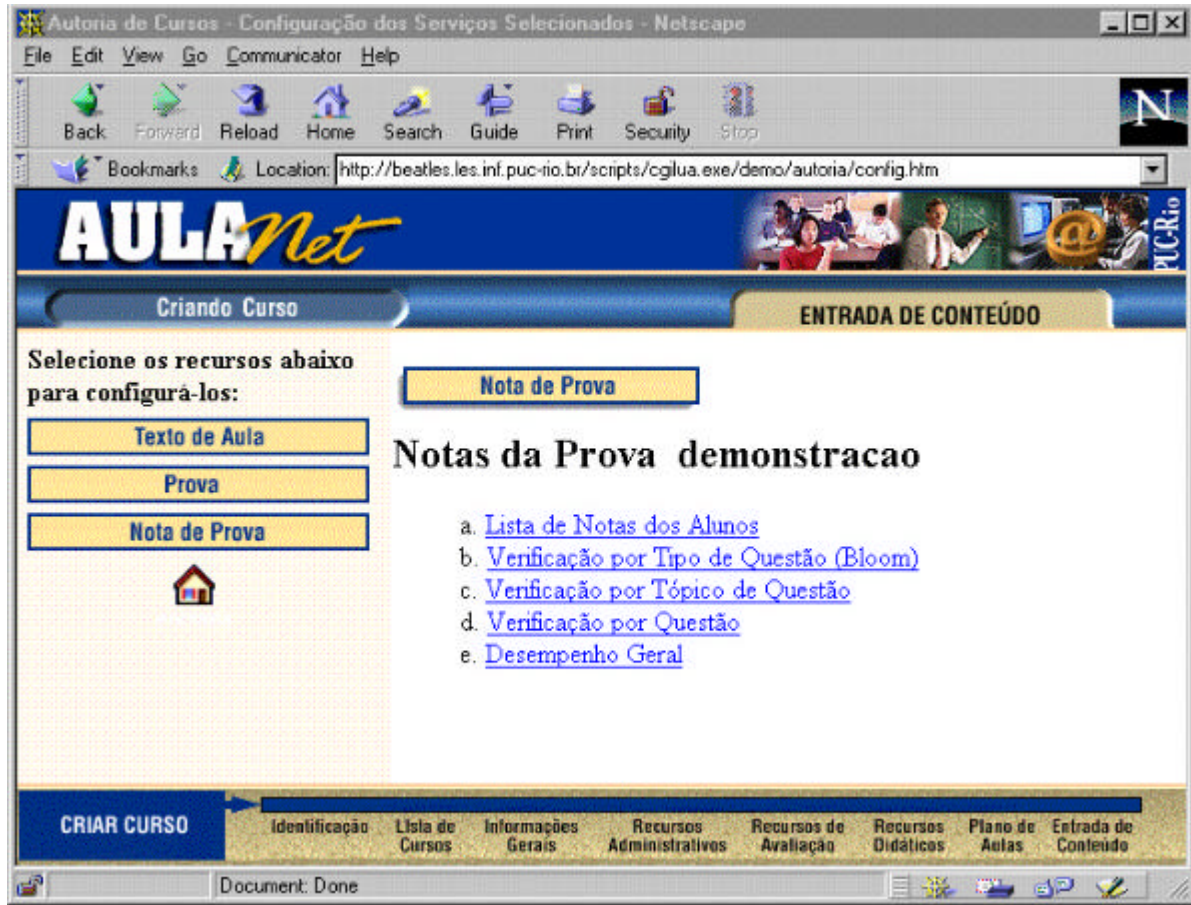 Autoria de Cursos - Configuração dos Serviços Selecionados - Netscape
File Edit View Go Communicator Help
Back Forward Reload Home Search Guide Print Security Stop
N
Bookmarks Location: http://beatles.les.inf.puc-rio.br/scripts/cgilua.exe/demo/autoria/config.htm
AULANet
@
PUC-Rio
Criando Curso
ENTRADA DE CONTEÚDO
Selecione os recursos abaixo
para configurá-los:
Texto de Aula
Prova
Nota de Prova
Nota de Prova
Notas da Prova demonstracao
a. Lista de Notas dos Alunos
b. Verificação por Tipo de Questão (Bloom)
c. Verificação por Tópico de Questão
d. Verificação por Questão
e. Desempenho Geral
CRIAR CURSO
Identificação
Lista de
Cursos
Informações
Gerais
Recursos
Administrativos
Recursos de
Avaliação
Recursos
Didáticos
Plano de
Aulas
Entrada de
Conteúdo
Document: Done